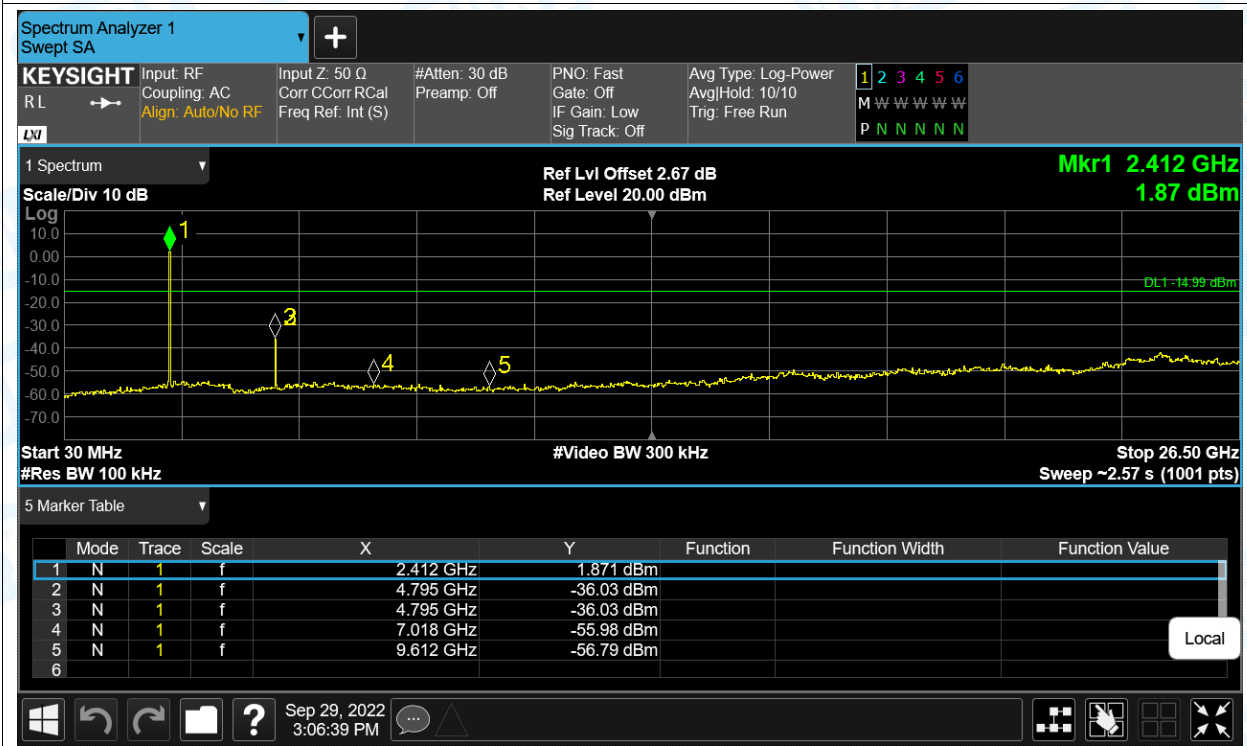 Spectrum Analyzer 1
Swept SA
+
KEYSIGHT Input: RF Input Z: 50 Ω #Atten: 30 dB PNO: Fast Avg Type: Log-Power 1 2 3 4 5 6
R L Coupling: AC Corr CCorr RCal Preamp: Off Gate: Off Avg|Hold: 10/10 M W W W W W
Align: Auto/No RF Freq Ref: Int (S) IF Gain: Low Trig: Free Run
LXI Sig Track: Off P N N N N N
1 Spectrum
Ref Lvl Offset 2.67 dB Mkr1 2.412 GHz
Scale/Div 10 dB Ref Level 20.00 dBm 1.87 dBm
Log
1
10.0
0.00
-10.0
DL1 -14.99 dBm
-20.0
-30.0
-40.0
4
5
-50.0
-60.0
-70.0
Start 30 MHz #Video BW 300 kHz Stop 26.50 GHz
#Res BW 100 kHz Sweep ~2.57 s (1001 pts)
5 Marker Table
Mode Trace Scale X Y Function Function Width Function Value
1 N 1 f 2.412 GHz 1.871 dBm
2 N 1 f 4.795 GHz -36.03 dBm
3 N 1 f 4.795 GHz -36.03 dBm
4 N 1 f 7.018 GHz -55.98 dBm
5 N 1 f 9.612 GHz -56.79 dBm
6
Local
? Sep 29, 2022
3:06:39 PM